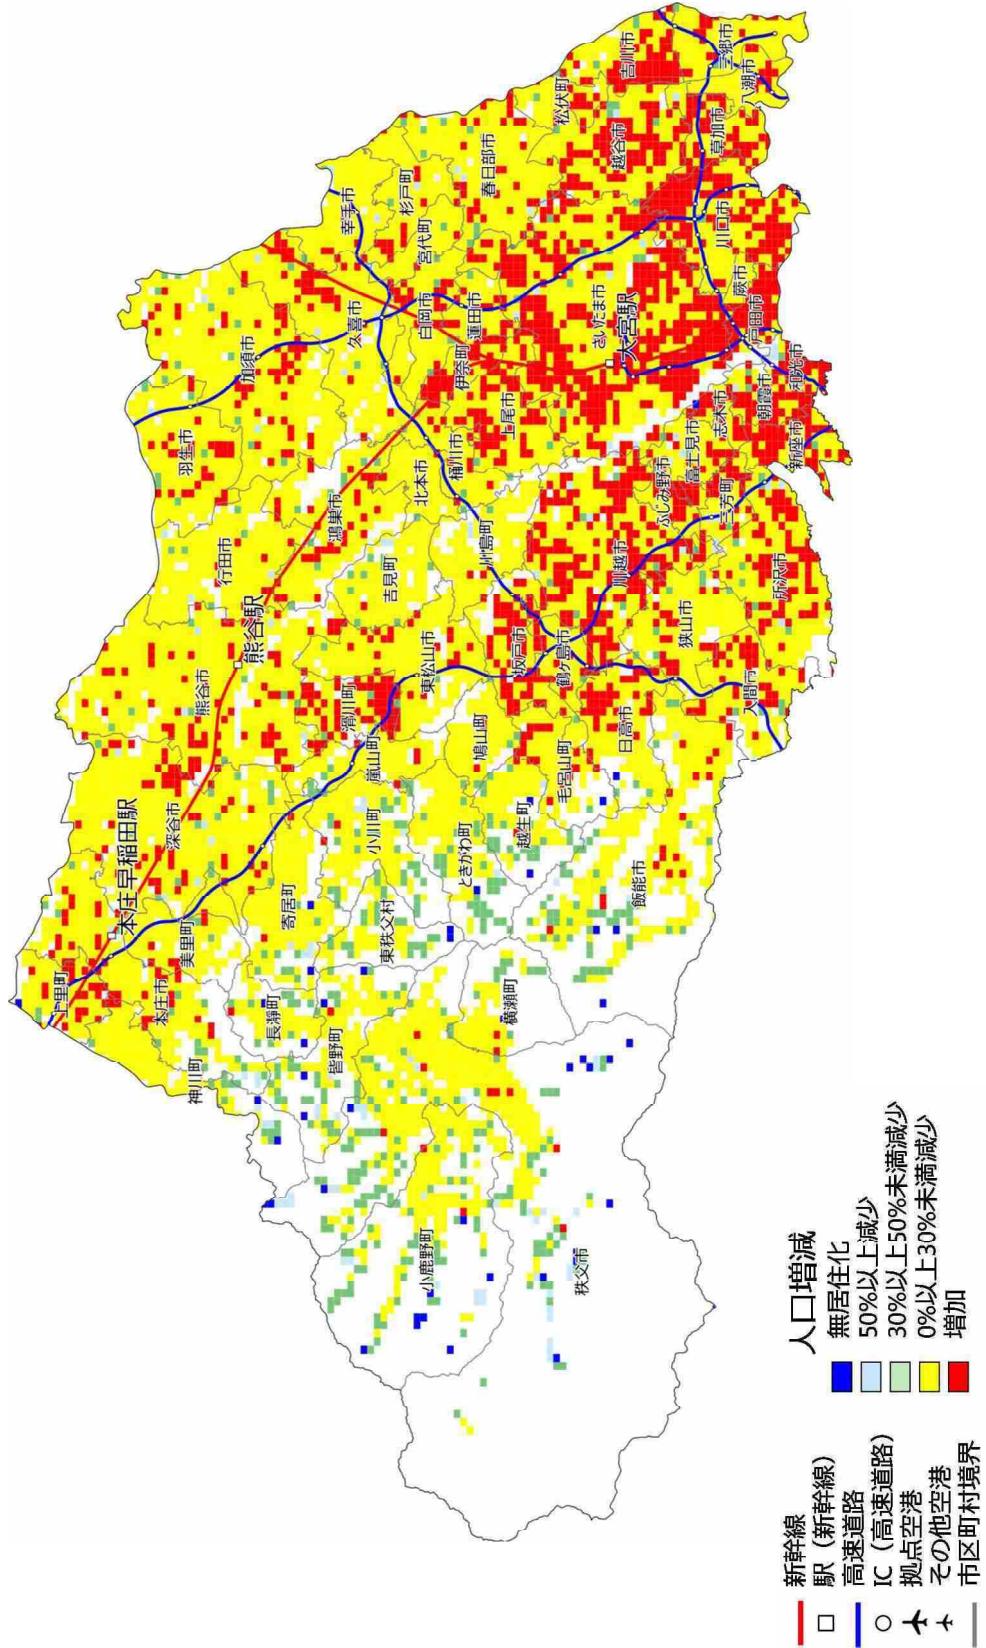 上里町
本庄早稲田駅
本庄市
神川町
美里町
深谷市
熊谷市
熊谷駅
行田市
羽生市
加須市
長瀞町
皆野町
寄居町
小川町
東秩父村
嵐山町
滑川町
吉見町
鴻巣市
北本市
桶川市
久喜市
幸手市
杉戸町
宮代町
白岡市
蓮田市
伊奈町
上尾市
春日部市
松伏町
小鹿野町
秩父市
横瀬町
ときがわ町
越生町
鳩山町
毛呂山町
東松山市
川島町
坂戸市
鶴ヶ島市
日高市
飯能市
川越市
狭山市
入間市
所沢市
ふじみ野市
富士見市
三芳町
志木市
朝霞市
新座市
和光市
さいたま市
大宮駅
戸田市
蕨市
川口市
越谷市
草加市
吉川市
三郷市
八潮市
新幹線
駅（新幹線）
高速道路
IC（高速道路）
拠点空港
その他空港
市区町村境界
人口増減
無居住化
50%以上減少
30%以上50%未満減少
0%以上30%未満減少
増加